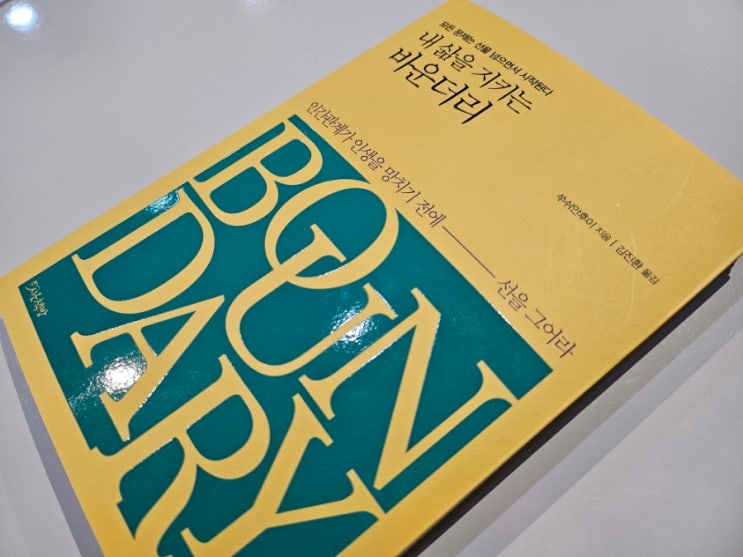 모든 문제는 선을 넘으면서 시작된다
내 삶을 지키는
바운더리
인간관계가 인생을 망치기 전에 — 선을 그어라
쑤쉬안후이 지음 | 김진환 옮김
BOUN
DARY